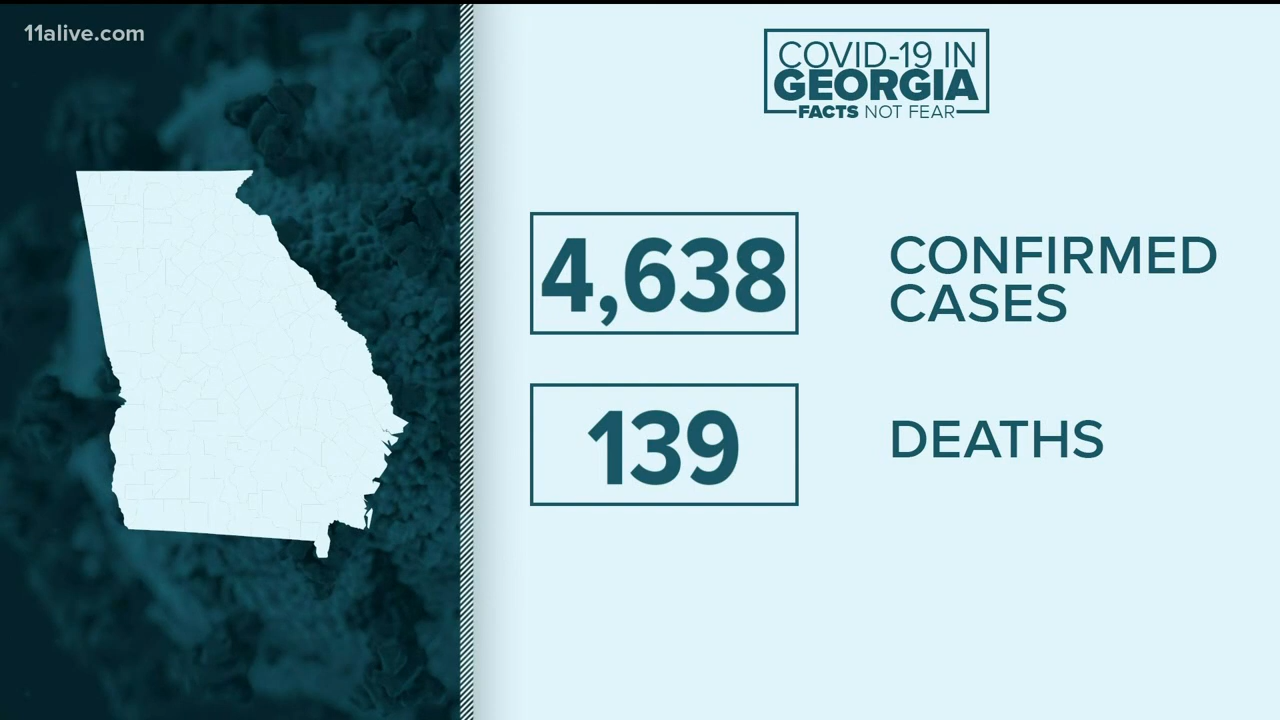 11alive.com
COVID-19 IN
GEORGIA
FACTS NOT FEAR
4,638
CONFIRMED
CASES
139
DEATHS